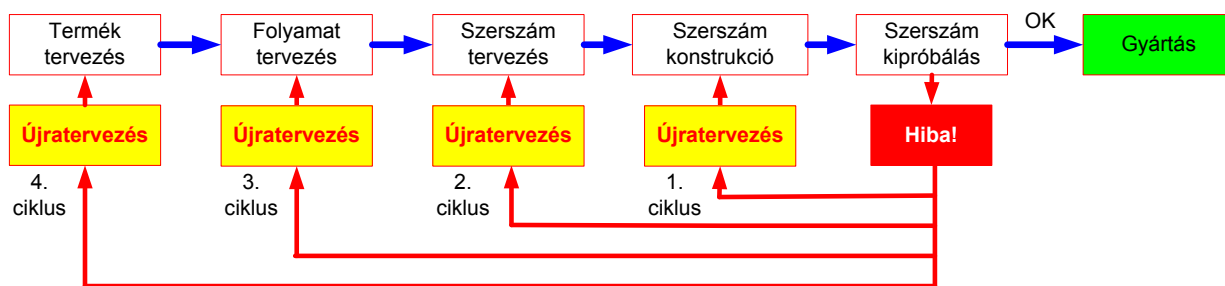 Termék
tervezés
Folyamat
tervezés
Szerszám
tervezés
Szerszám
konstrukció
Szerszám
kipróbálás
OK
Gyártás
Újratervezés
Újratervezés
Újratervezés
Újratervezés
Hiba!
4.
ciklus
3.
ciklus
2.
ciklus
1.
ciklus